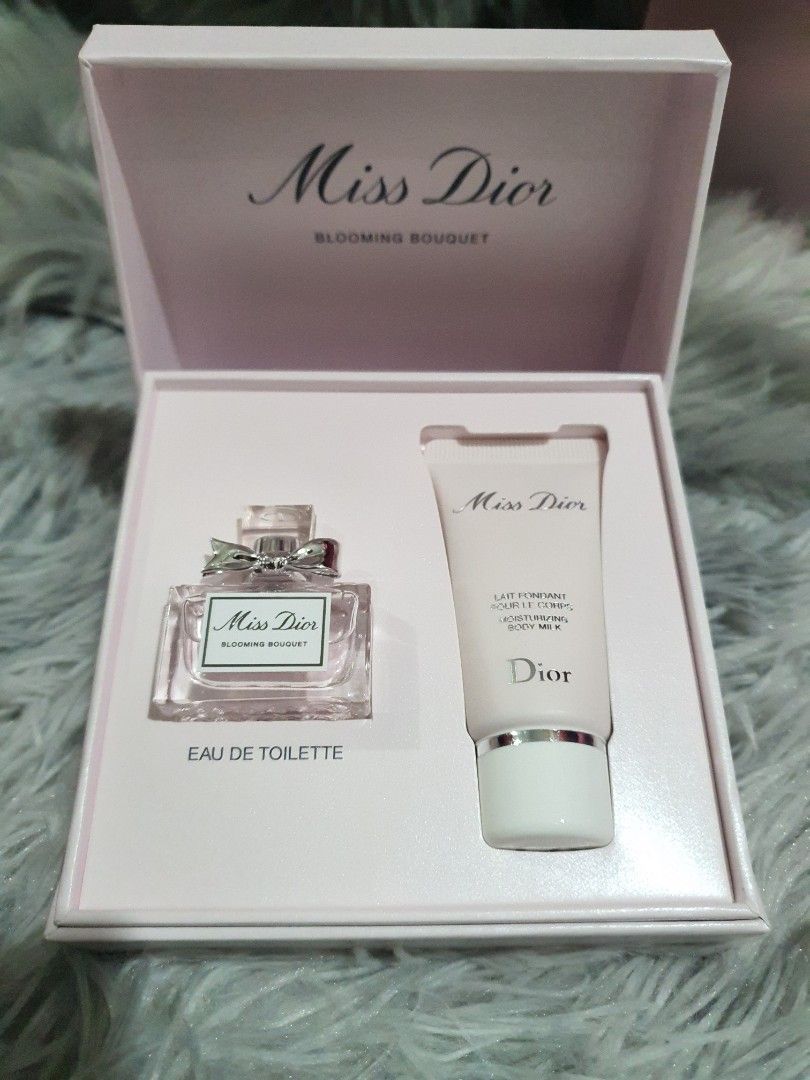 Miss Dior
BLOOMING BOUQUET
Miss Dior
BLOOMING BOUQUET
EAU DE TOILETTE
Miss Dior
LAIT FONDANT
POUR LE CORPS
MOISTURIZING
BODY MILK
Dior